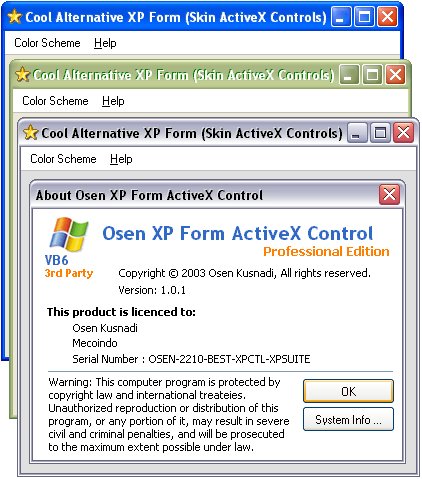 Cool Alternative XP Form (Skin ActiveX Controls)
Color Scheme Help
Cool Alternative XP Form (Skin ActiveX Controls)
Color Scheme Help
Cool Alternative XP Form (Skin ActiveX Controls)
Color Scheme Help
About Osen XP Form ActiveX Control
Osen XP Form ActiveX Control
Professional Edition
VB6
3rd Party
Copyright © 2003 Osen Kusnadi, All rights reserved.
Version: 1.0.1
This product is licenced to:
Osen Kusnadi
Mecoindo
Serial Number : OSEN-2210-BEST-XPCTL-XPSUITE
Warning: This computer program is protected by
copyright law and international treateies.
Unauthorized reproduction or distribution of this
program, or any portion of it, may result in severe
civil and criminal penalties, and will be prosecuted
to the maximum extent possible under law.
OK
System Info ...